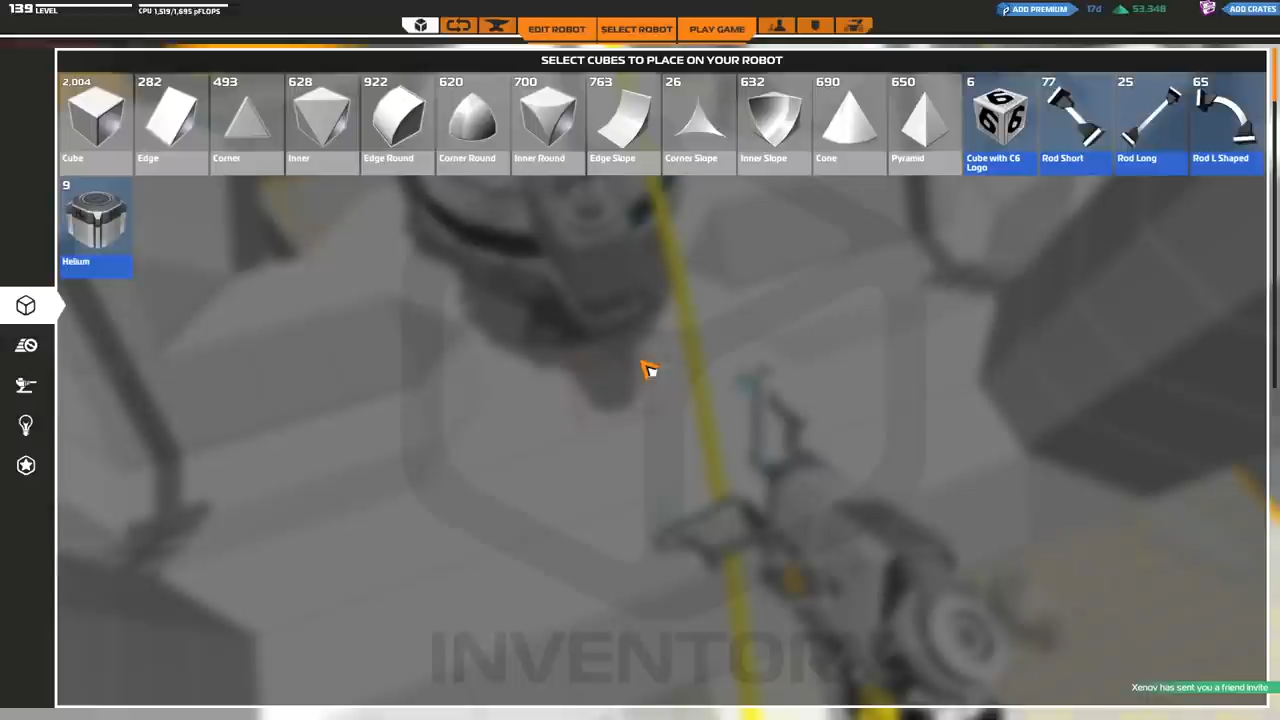 139 LEVEL
CPU 1,519/1,695 pFLOPS
EDIT ROBOT
SELECT ROBOT
PLAY GAME
ADD PREMIUM
17d
53.348
ADD CRATES
SELECT CUBES TO PLACE ON YOUR ROBOT
2,004 282 493 628 922 620 700 763 26 632 690 650 6 77 25 65
Cube Edge Corner Inner Edge Round Corner Round Inner Round Edge Slope Corner Slope Inner Slope Cone Pyramid Cube with C6 Rod Short Rod Long Rod L Shaped
Logo
9
Helium
INVENTORY
Xenov has sent you a friend invite